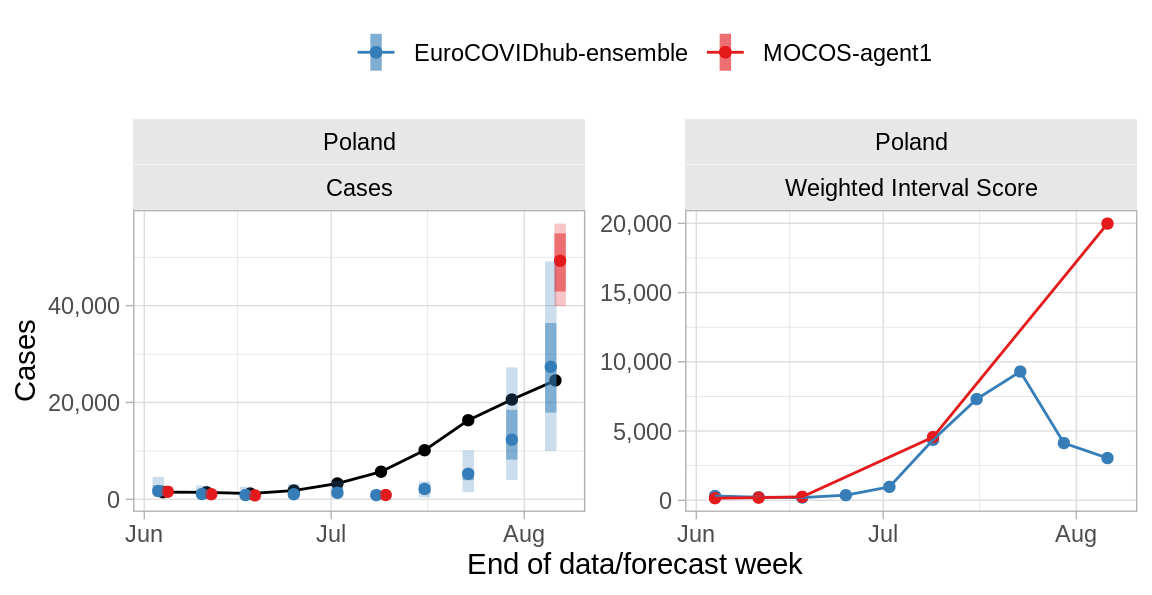 EuroCOVIDhub-ensemble MOCOS-agent1
Poland
Cases
Cases
40,000
20,000
0
Jun Jul Aug
Poland
Weighted Interval Score
20,000
15,000
10,000
5,000
0
Jun Jul Aug
End of data/forecast week